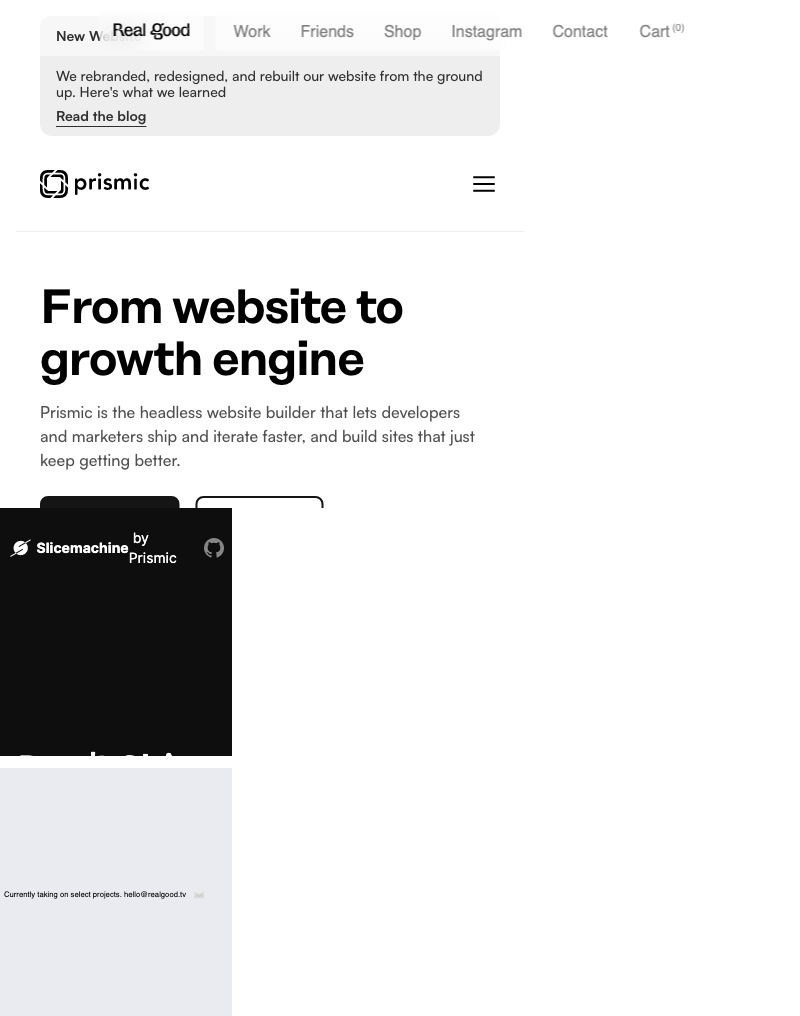 Real Good Work Friends Shop Instagram Contact Cart (0)
New
We rebranded, redesigned, and rebuilt our website from the ground
up. Here's what we learned
Read the blog
prismic
From website to
growth engine
Prismic is the headless website builder that lets developers
and marketers ship and iterate faster, and build sites that just
keep getting better.
Slicemachine by
Prismic
Currently taking on select projects. hello@realgood.tv